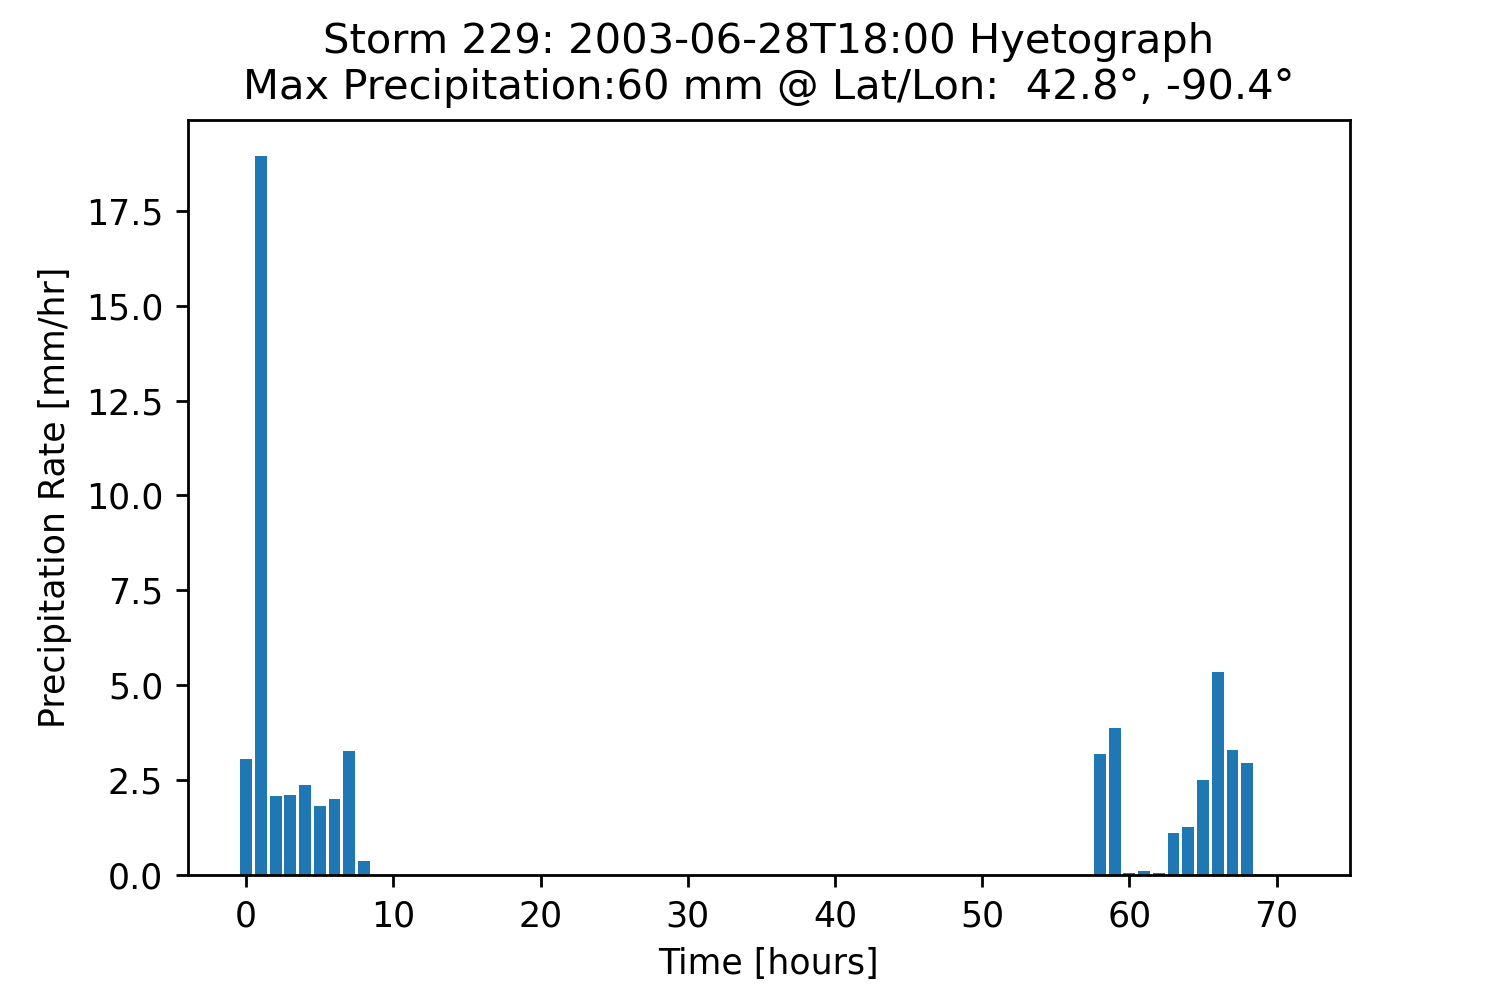 Storm 229: 2003-06-28T18:00 Hyetograph
Max Precipitation:60 mm @ Lat/Lon:  42.8°, -90.4°
Precipitation Rate [mm/hr]
17.5
15.0
12.5
10.0
7.5
5.0
2.5
0.0
0 10 20 30 40 50 60 70
Time [hours]